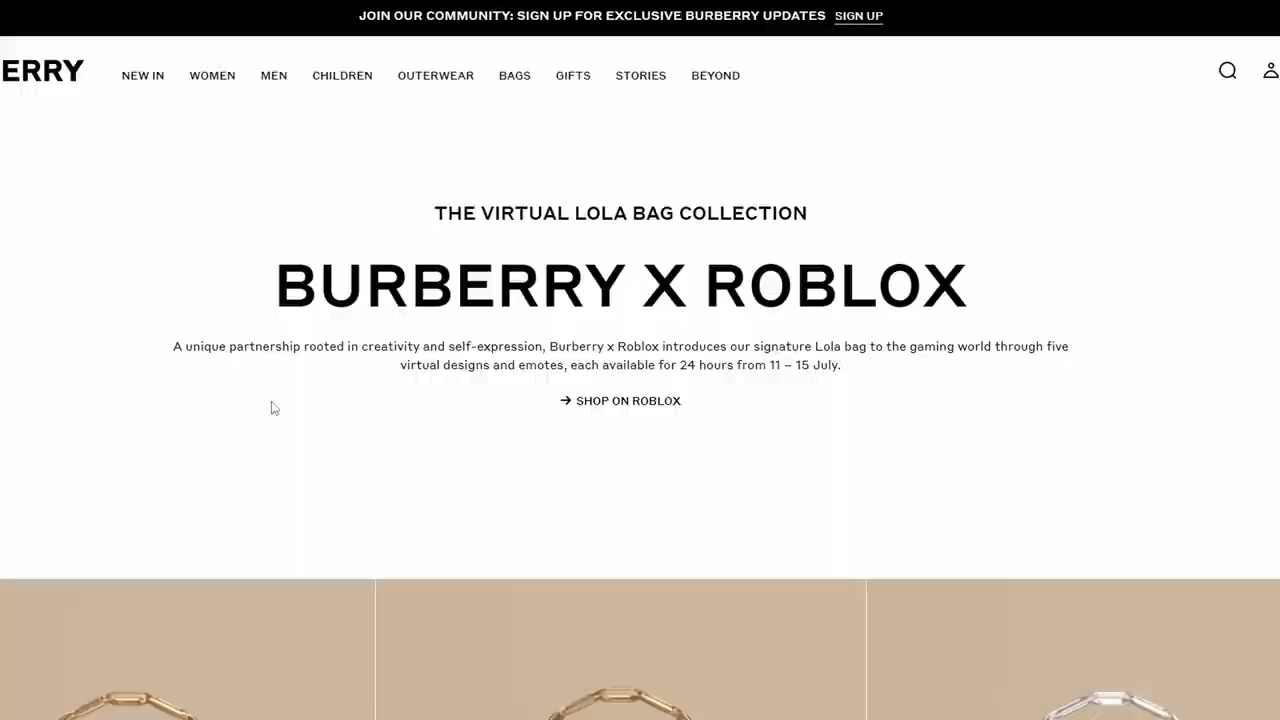 JOIN OUR COMMUNITY: SIGN UP FOR EXCLUSIVE BURBERRY UPDATES SIGN UP
ERRY NEW IN WOMEN MEN CHILDREN OUTERWEAR BAGS GIFTS STORIES BEYOND
THE VIRTUAL LOLA BAG COLLECTION
BURBERRY X ROBLOX
A unique partnership rooted in creativity and self-expression, Burberry x Roblox introduces our signature Lola bag to the gaming world through five
virtual designs and emotes, each available for 24 hours from 11 – 15 July.
→ SHOP ON ROBLOX